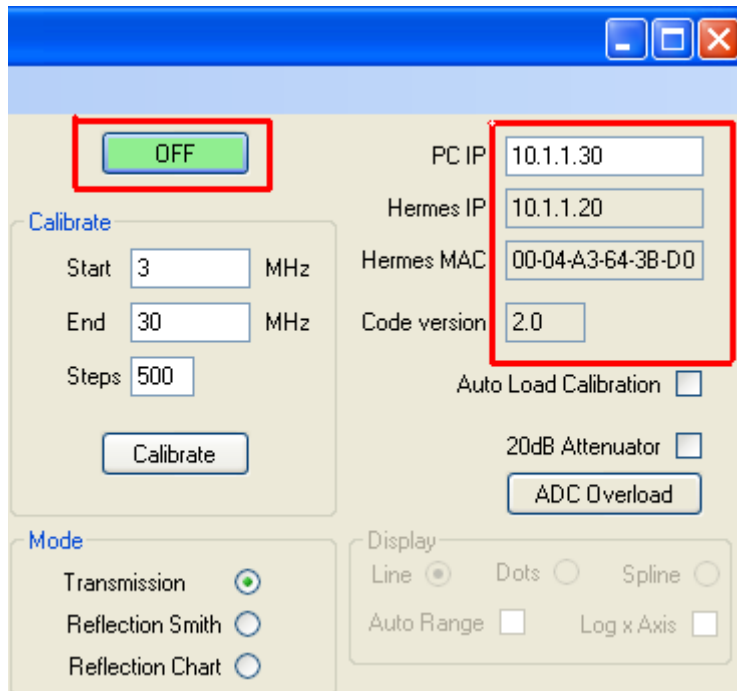 OFF
PC IP 10.1.1.30
Hermes IP 10.1.1.20
Hermes MAC 00-04-A3-64-3B-D0
Code version 2.0
Calibrate
Start 3 MHz
End 30 MHz
Steps 500
Calibrate
Auto Load Calibration
20dB Attenuator
ADC Overload
Mode
Transmission
Reflection Smith
Reflection Chart
Display
Line Dots Spline
Auto Range Log x Axis